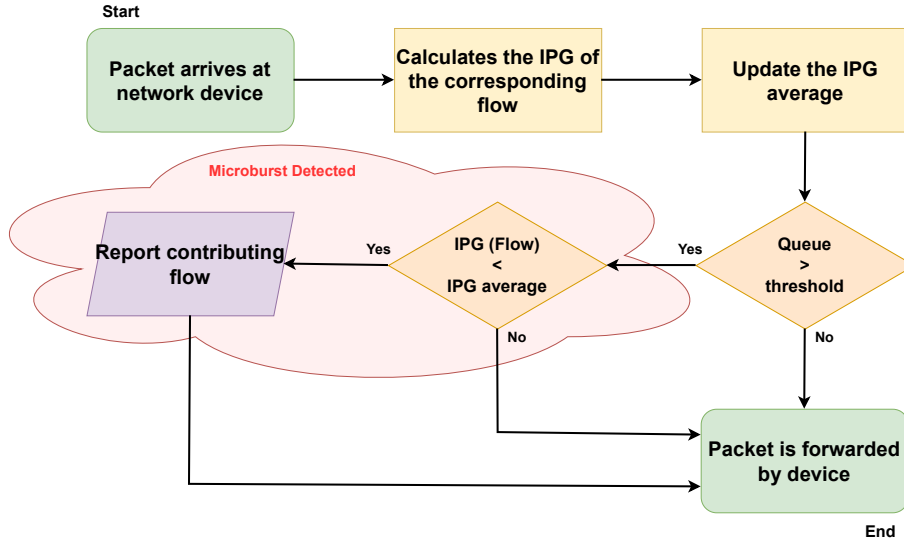 Start
Packet arrives at
network device
Calculates the IPG of
the corresponding
flow
Update the IPG
average
Microburst Detected
Report contributing
flow
Yes
IPG (Flow)
<
IPG average
Yes
Queue
>
threshold
No
No
Packet is forwarded
by device
End